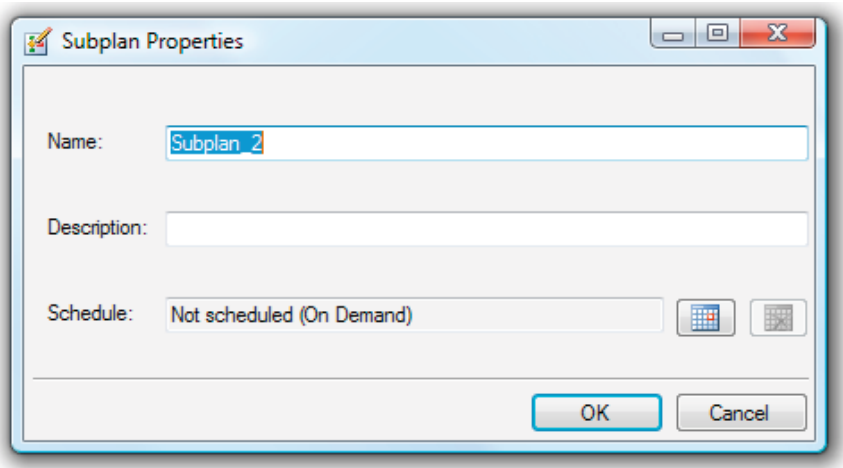 Subplan Properties
Name: Subplan_2
Description:
Schedule: Not scheduled (On Demand)
OK Cancel